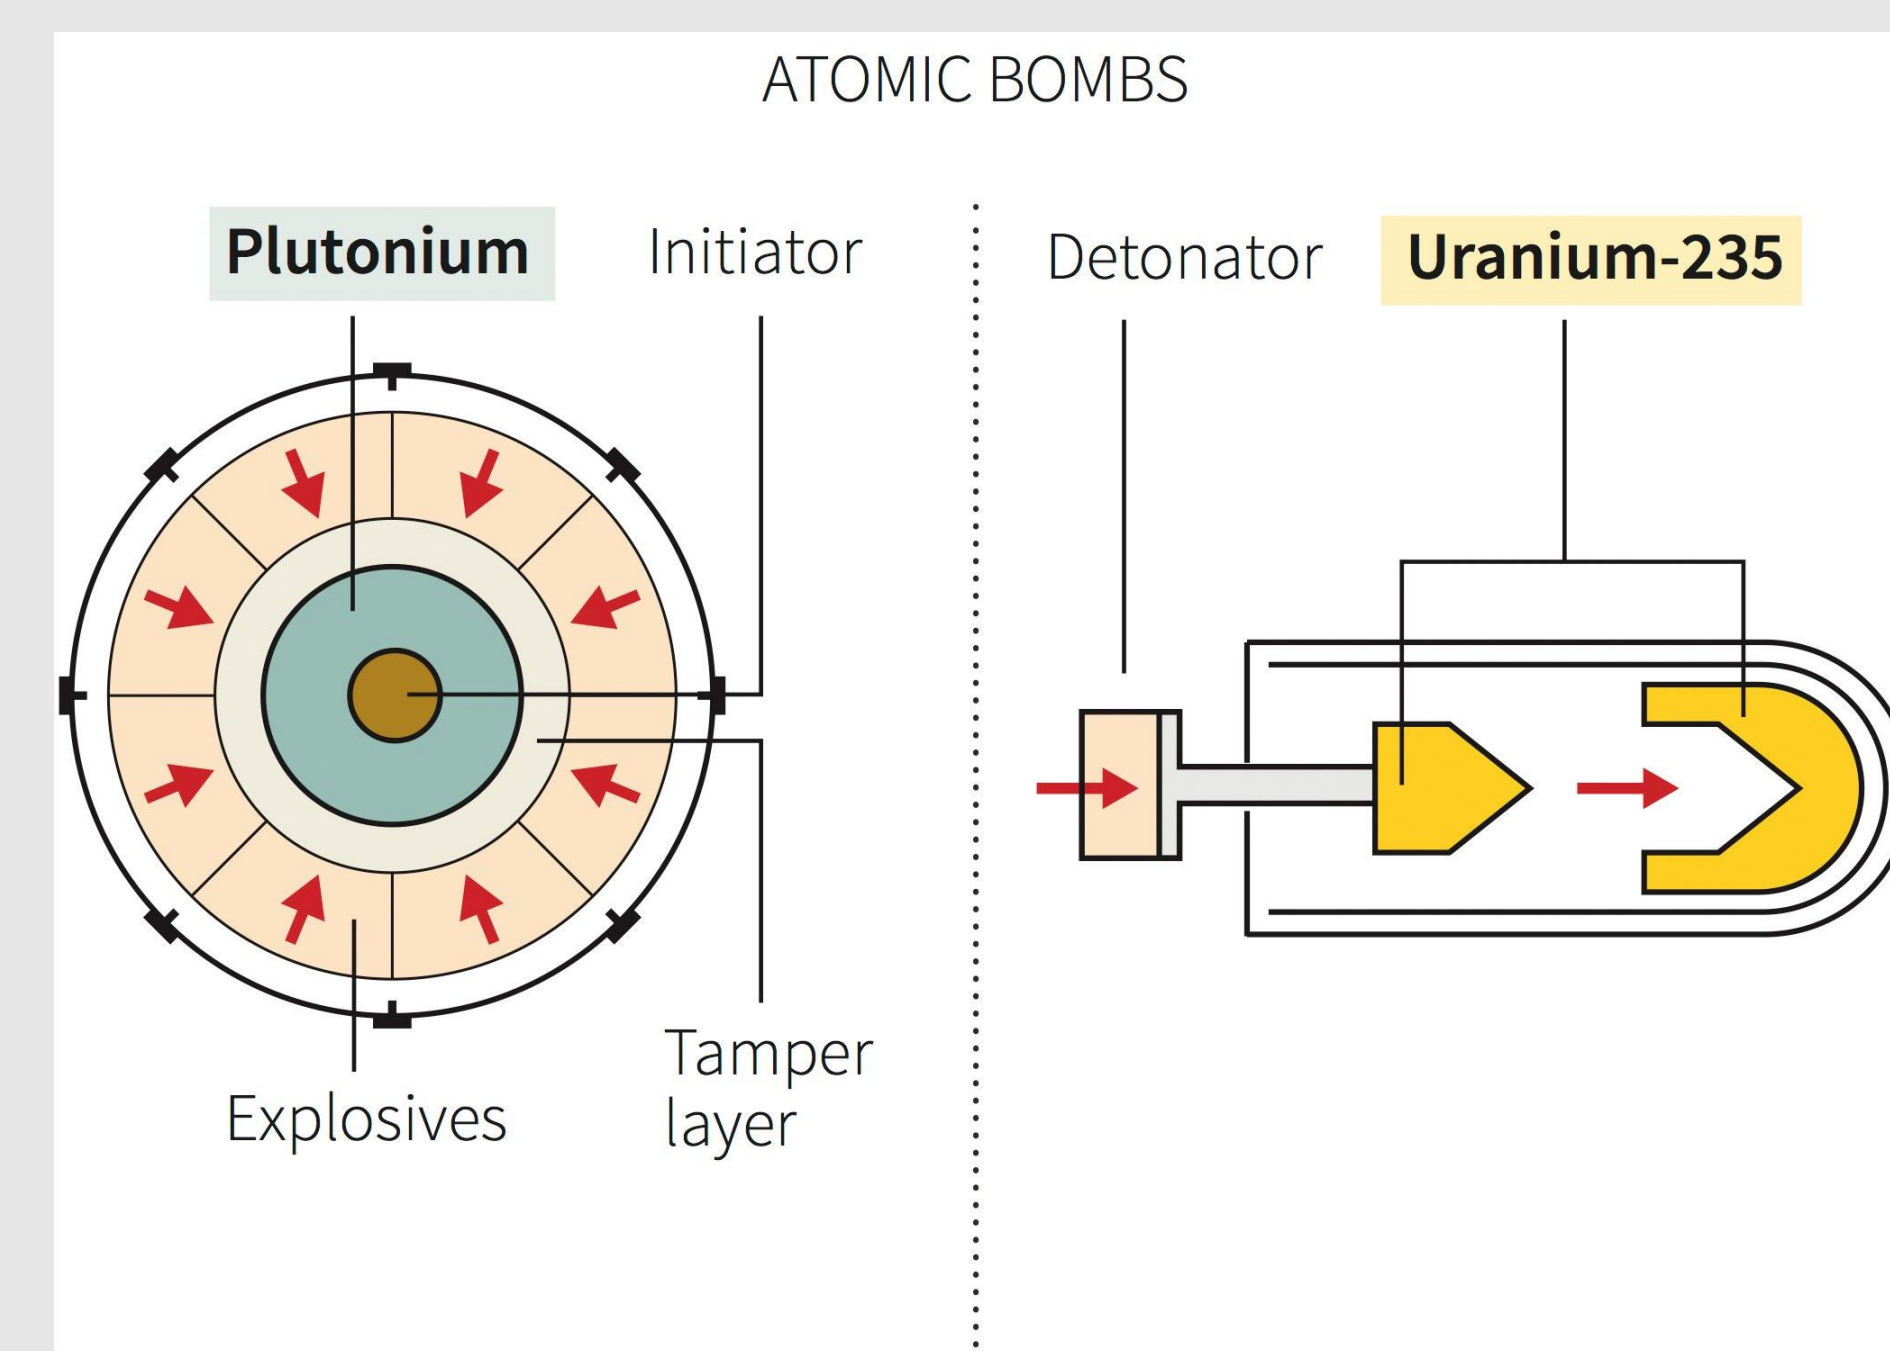 ATOMIC BOMBS
Plutonium
Initiator
Explosives
Tamper
layer
Detonator
Uranium-235